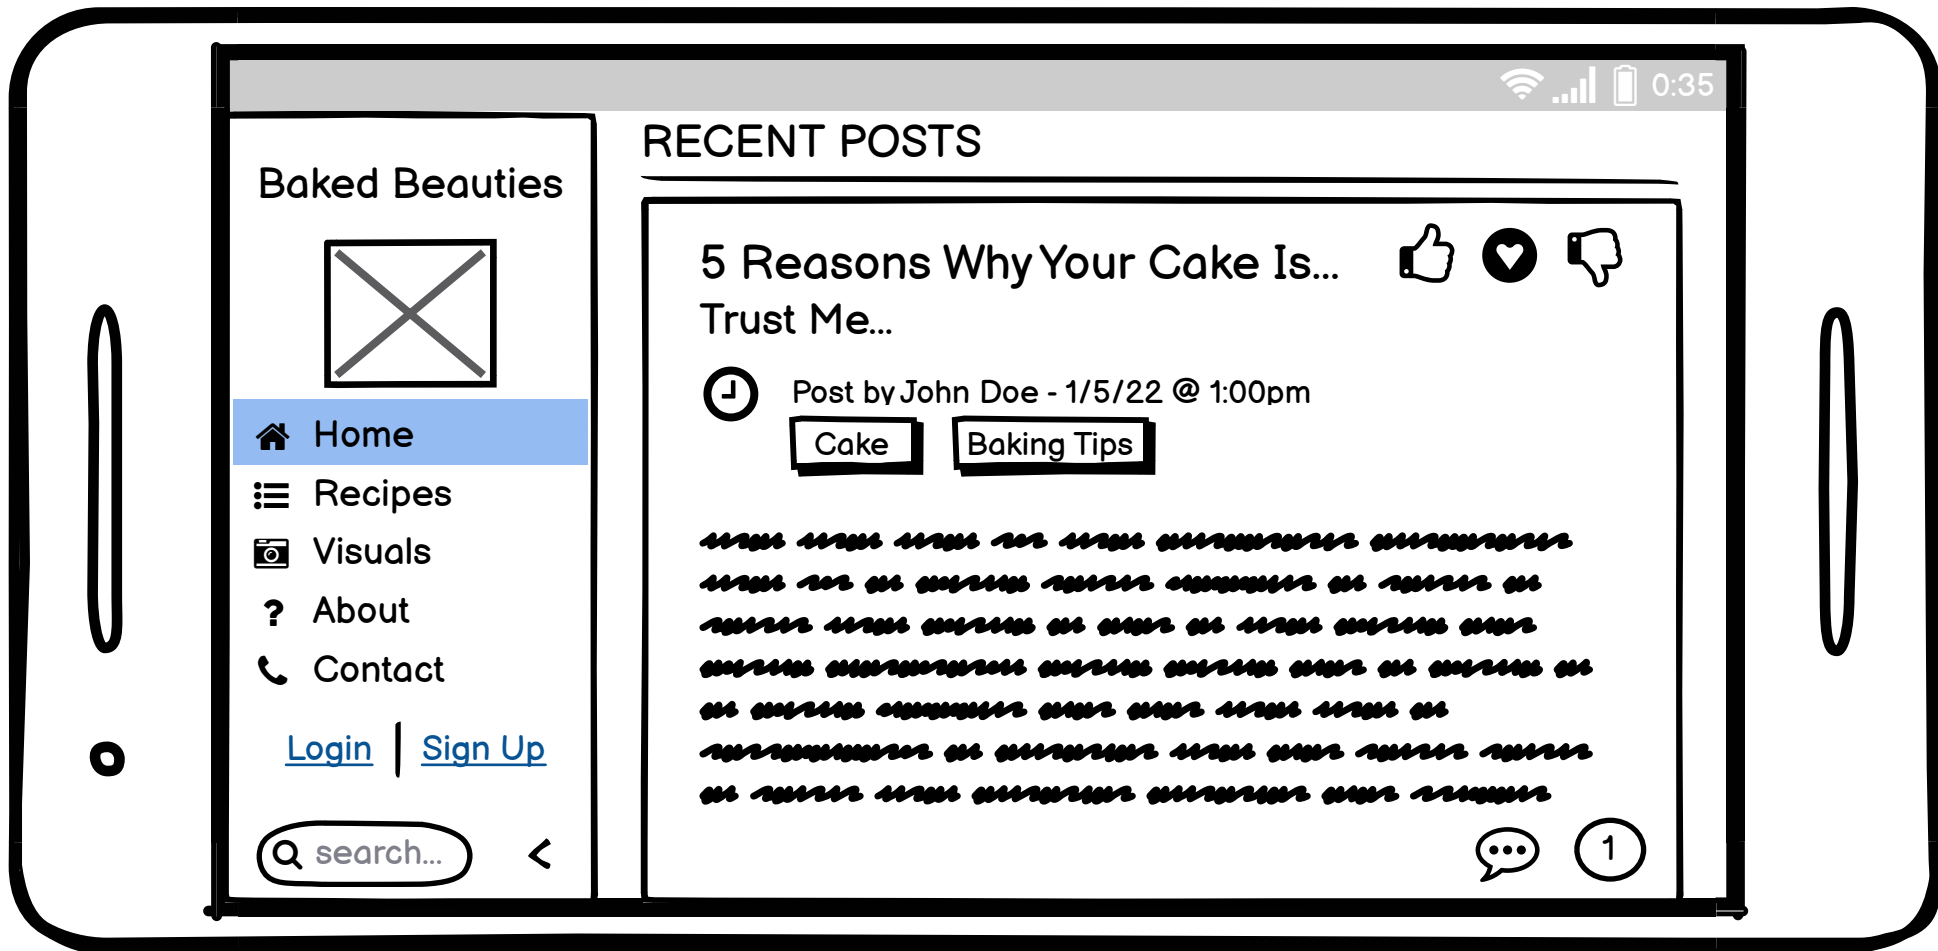 0:35
Baked Beauties
Home
Recipes
Visuals
? About
Contact
Login | Sign Up
search...
<
RECENT POSTS
5 Reasons Why Your Cake Is...
Trust Me...
Post by John Doe - 1/5/22 @ 1:00pm
Cake Baking Tips
1